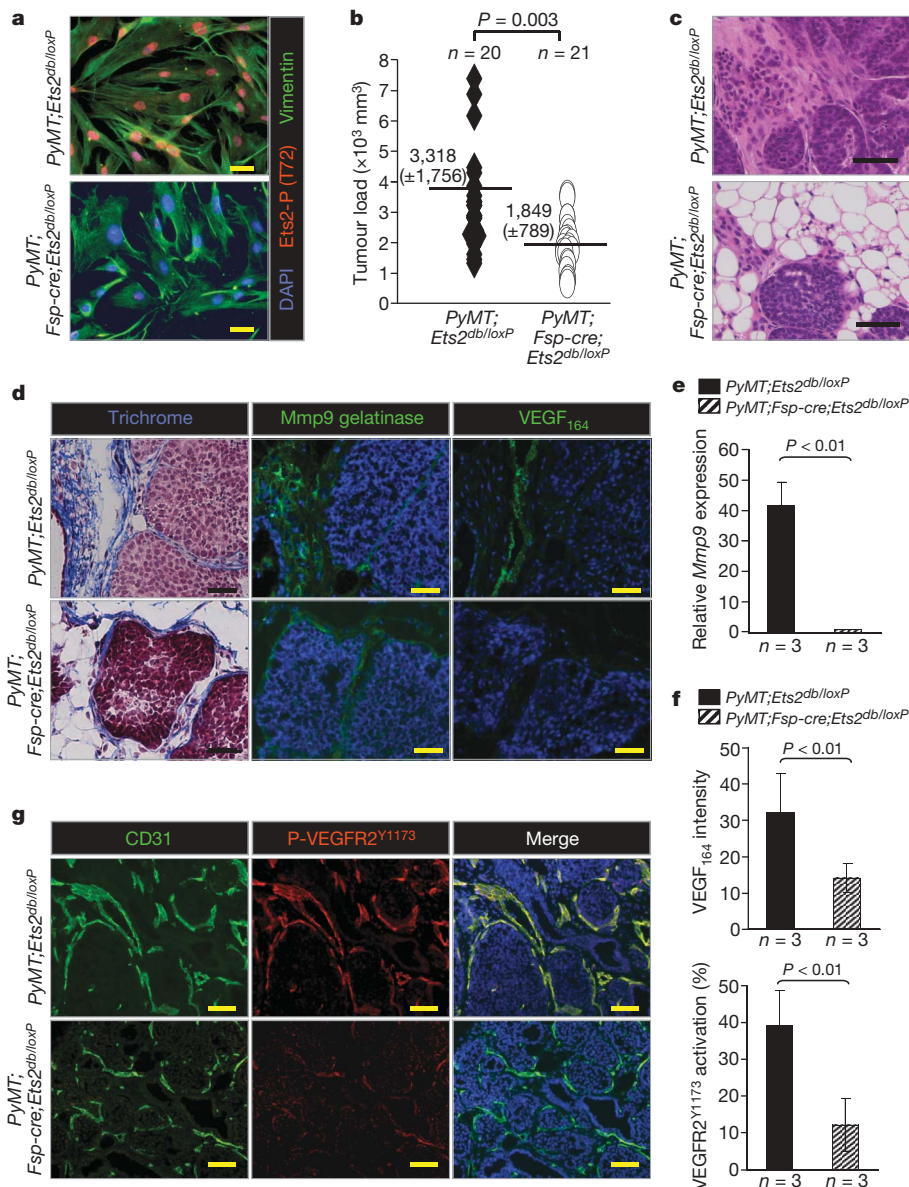 a
PyMT;Ets2db/loxP
PyMT;
Fsp-cre;Ets2db/loxP
DAPI Ets2-P (T72) Vimentin
b
P = 0.003
n = 20 n = 21
Tumour load (×10³ mm³)
8
7
6
5
4
3
2
1
0
3,318
(±1,756)
1,849
(±789)
PyMT;
Ets2db/loxP
PyMT;
Fsp-cre;
Ets2db/loxP
c
PyMT;Ets2db/loxP
PyMT;
Fsp-cre;Ets2db/loxP
d
Trichrome Mmp9 gelatinase VEGF164
PyMT;Ets2db/loxP
PyMT;
Fsp-cre;Ets2db/loxP
e
PyMT;Ets2db/loxP
PyMT;Fsp-cre;Ets2db/loxP
P < 0.01
Relative Mmp9 expression
60
50
40
30
20
10
0
n = 3 n = 3
f
PyMT;Ets2db/loxP
PyMT;Fsp-cre;Ets2db/loxP
P < 0.01
VEGF164 intensity
50
40
30
20
10
0
n = 3 n = 3
P < 0.01
VEGFR2Y1173 activation (%)
50
40
30
20
10
0
n = 3 n = 3
g
CD31 P-VEGFR2Y1173 Merge
PyMT;Ets2db/loxP
PyMT;
Fsp-cre;Ets2db/loxP